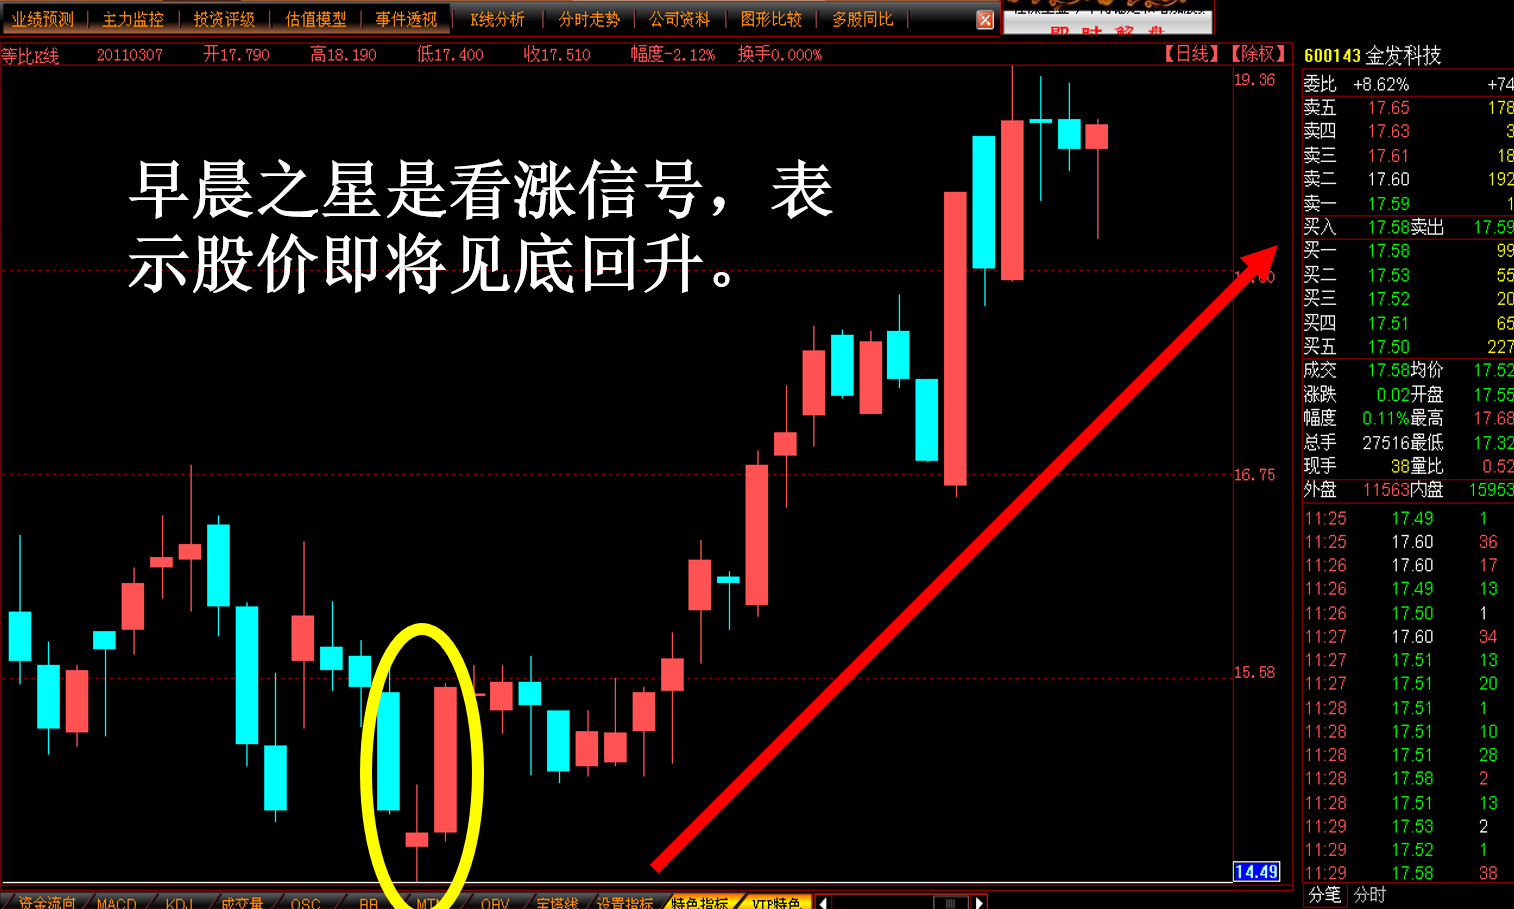 业绩预测 主力监控 投资评级 估值模型 事件透视 K线分析 分时走势 公司资料 图形比较 多股同比
即时解盘
等比K线 20110307 开17.790 高18.190 低17.400 收17.510 幅度-2.12% 换手0.000% 【日线】【除权】
600143 金发科技
19.36
委比 +8.62% +74
卖五 17.65 178
卖四 17.63 3
卖三 17.61 18
卖二 17.60 192
卖一 17.59 1
早晨之星是看涨信号，表
示股价即将见底回升。
买入 17.58 卖出 17.59
买一 17.58 99
买二 17.53 55
买三 17.52 20
买四 17.51 65
买五 17.50 227
成交 17.58 均价 17.52
涨跌 0.02 开盘 17.55
幅度 0.11% 最高 17.68
总手 27516 最低 17.32
16.75
现手 38 量比 0.52
外盘 11563 内盘 15953
11:25 17.49 1
11:25 17.60 36
11:26 17.60 17
11:26 17.49 13
11:26 17.50 1
11:27 17.60 34
11:27 17.51 13
15.58
11:27 17.51 20
11:28 17.51 1
11:28 17.51 10
11:28 17.51 28
11:28 17.58 2
11:28 17.51 13
11:29 17.53 2
11:29 17.52 1
14.49
11:29 17.58 38
分笔 分时
资金流向 MACD KDJ 成交量 OSC RB MTM OBV 宝塔线 设置指标 特色指标 VIP特色